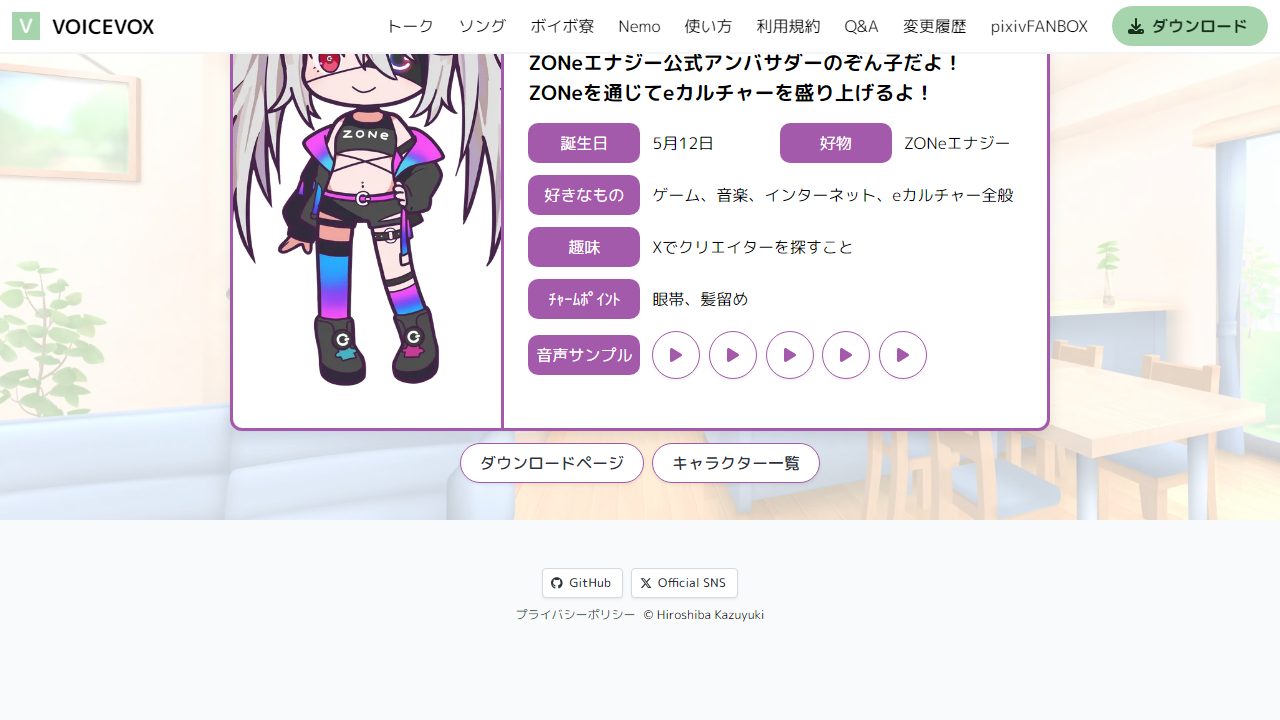 V VOICEVOX トーク ソング ボイボ寮 Nemo 使い方 利用規約 Q&A 変更履歴 pixivFANBOX ダウンロード
ZONeエナジー公式アンバサダーのぞん子だよ！
ZONeを通じてeカルチャーを盛り上げるよ！
ZONe
誕生日 5月12日 好物 ZONeエナジー
好きなもの ゲーム、音楽、インターネット、eカルチャー全般
趣味 Xでクリエイターを探すこと
ﾁｬｰﾑﾎﾟｲﾝﾄ 眼帯、髪留め
音声サンプル
ダウンロードページ キャラクター一覧
GitHub Official SNS
プライバシーポリシー © Hiroshiba Kazuyuki